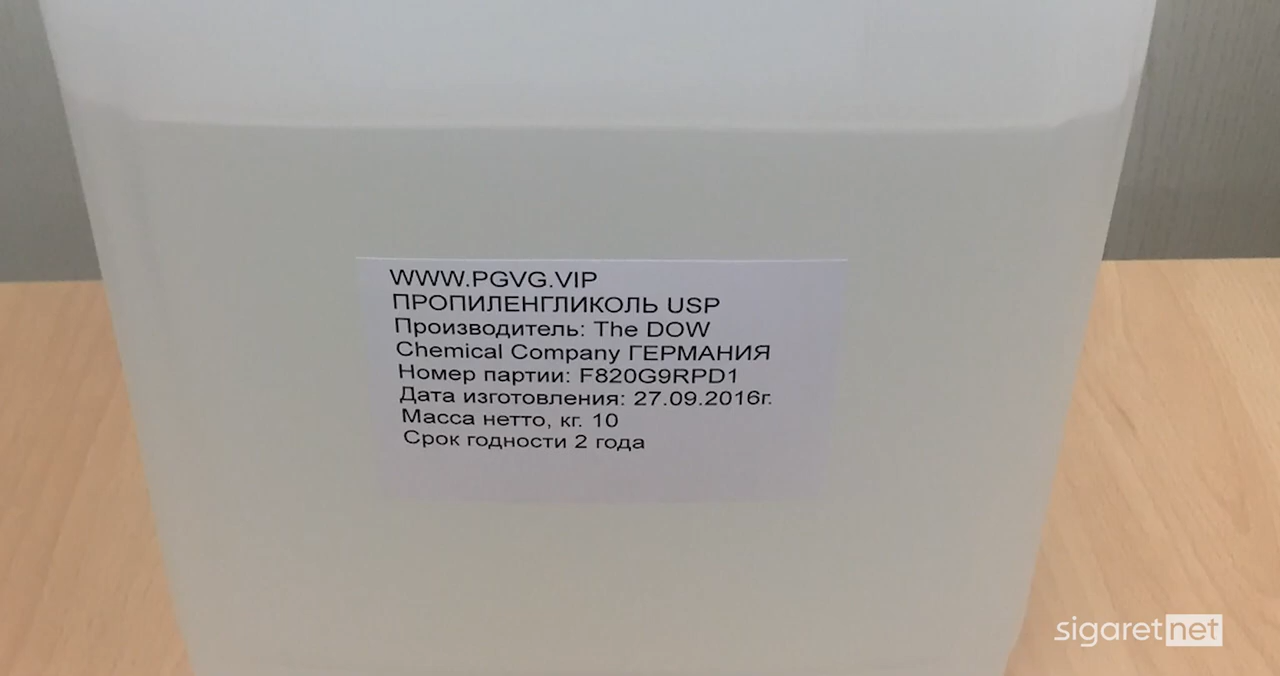 WWW.PGVG.VIP
ПРОПИЛЕНГЛИКОЛЬ USP
Производитель: The DOW
Chemical Company ГЕРМАНИЯ
Номер партии: F820G9RPD1
Дата изготовления: 27.09.2016г.
Масса нетто, кг. 10
Срок годности 2 года
sigaretnet